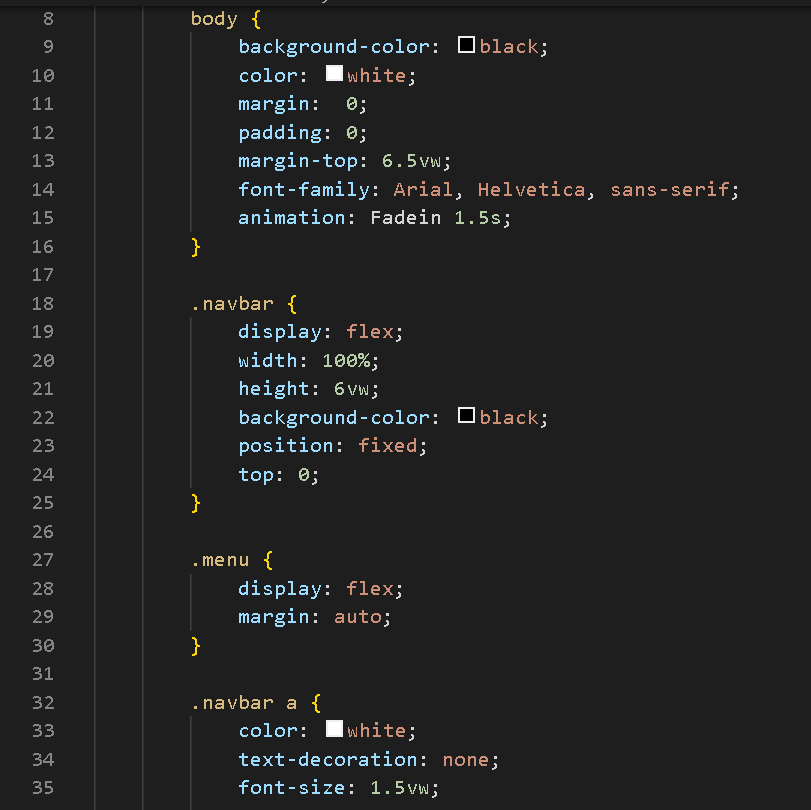 8 body {
9 background-color: black;
10 color: white;
11 margin:  0;
12 padding: 0;
13 margin-top: 6.5vw;
14 font-family: Arial, Helvetica, sans-serif;
15 animation: Fadein 1.5s;
16 }
17
18 .navbar {
19 display: flex;
20 width: 100%;
21 height: 6vw;
22 background-color: black;
23 position: fixed;
24 top: 0;
25 }
26
27 .menu {
28 display: flex;
29 margin: auto;
30 }
31
32 .navbar a {
33 color: white;
34 text-decoration: none;
35 font-size: 1.5vw;